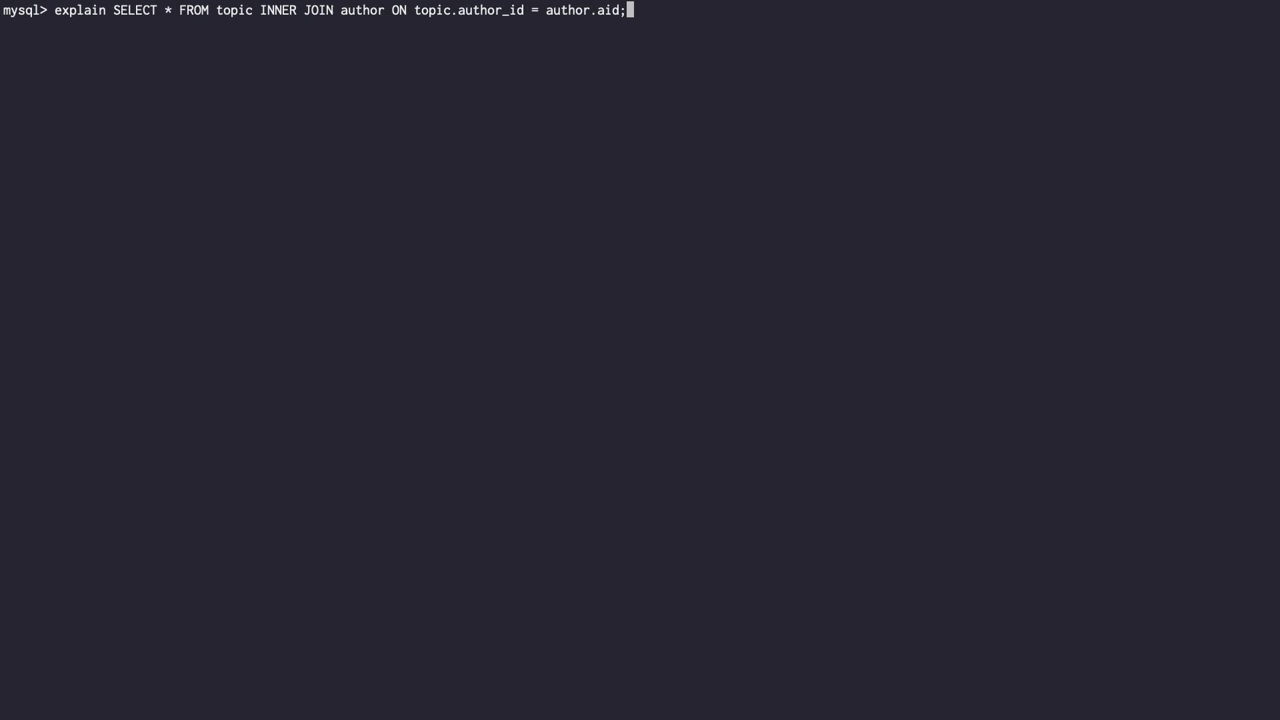 mysql> explain SELECT * FROM topic INNER JOIN author ON topic.author_id = author.aid;